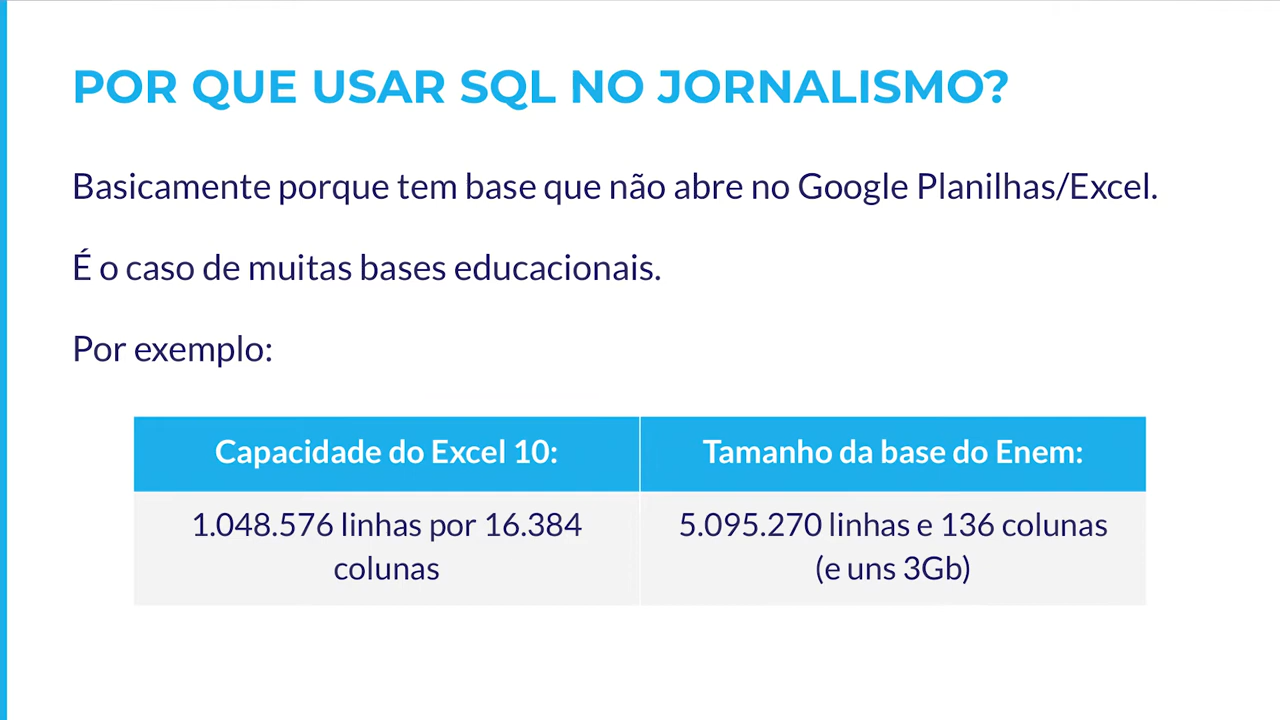 POR QUE USAR SQL NO JORNALISMO?
Basicamente porque tem base que não abre no Google Planilhas/Excel.
É o caso de muitas bases educacionais.
Por exemplo:
Capacidade do Excel 10:
Tamanho da base do Enem:
1.048.576 linhas por 16.384
colunas
5.095.270 linhas e 136 colunas
(e uns 3Gb)